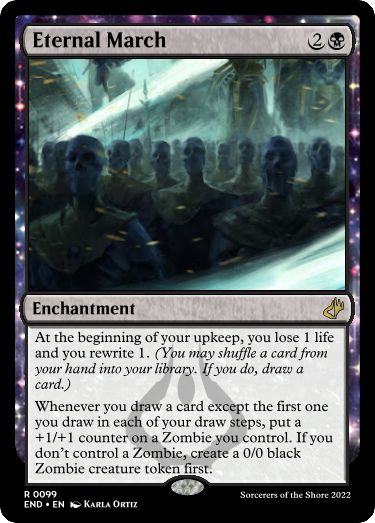 Eternal March 2
Enchantment
At the beginning of your upkeep, you lose 1 life
and you rewrite 1. (You may shuffle a card from
your hand into your library. If you do, draw a
card.)
Whenever you draw a card except the first one
you draw in each of your draw steps, put a
+1/+1 counter on a Zombie you control. If you
don't control a Zombie, create a 0/0 black
Zombie creature token first.
R 0099
END • EN Karla Ortiz
Sorcerers of the Shore 2022